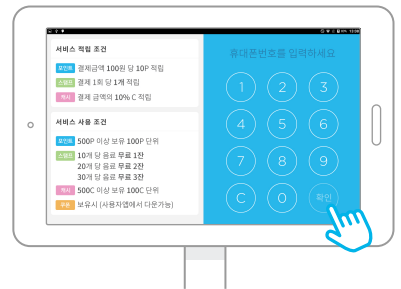 12:00
서비스 적립 조건
포인트 결제금액 100원 당 10P 적립
스탬프 결제 1회 당 1개 적립
캐시 결제 금액의 10% C 적립
서비스 사용 조건
포인트 500P 이상 보유 100P 단위
스탬프 10개 당 음료 무료 1잔
20개 당 음료 무료 2잔
30개 당 음료 무료 3잔
캐시 500C 이상 보유 100C 단위
쿠폰 보유시 (사용자앱에서 다운가능)
휴대폰번호를 입력하세요
1 2 3
4 5 6
7 8 9
C 0 확인